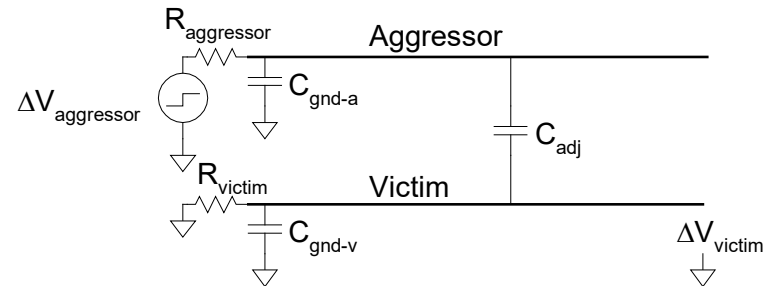 R_aggressor
Aggressor
C_gnd-a
ΔV_aggressor
C_adj
R_victim
Victim
C_gnd-v
ΔV_victim